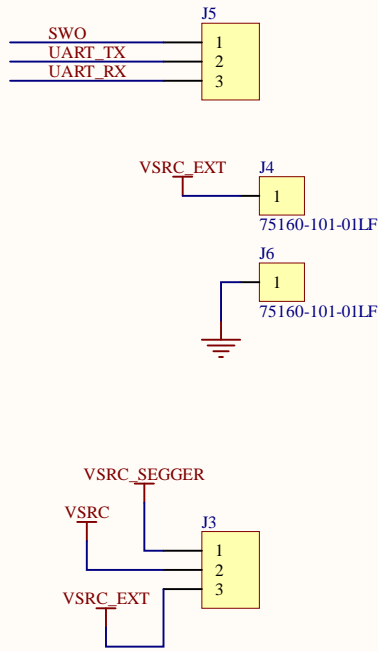 J5
SWO 1
UART_TX 2
UART_RX 3
VSRC_EXT J4
1
75160-101-01LF
J6
1
75160-101-01LF
VSRC_SEGGER
VSRC J3
1
2
VSRC_EXT 3